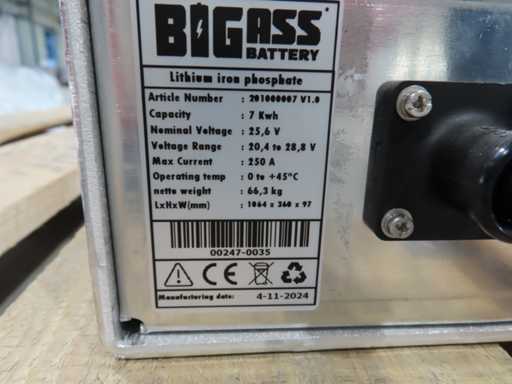 BIGASS
BATTERY
Lithium iron phosphate
Article Number : 201000007 V1.0
Capacity : 7 Kwh
Nominal Voltage : 25,6 V
Voltage Range : 20,4 to 28,8 V
Max Current : 250 A
Operating temp : 0 to +45ºC
nette weight : 66,3 kg
LxHxW(mm) : 1064 x 360 x 97
00247-0035
CE
Manufacturing date: 4-11-2024